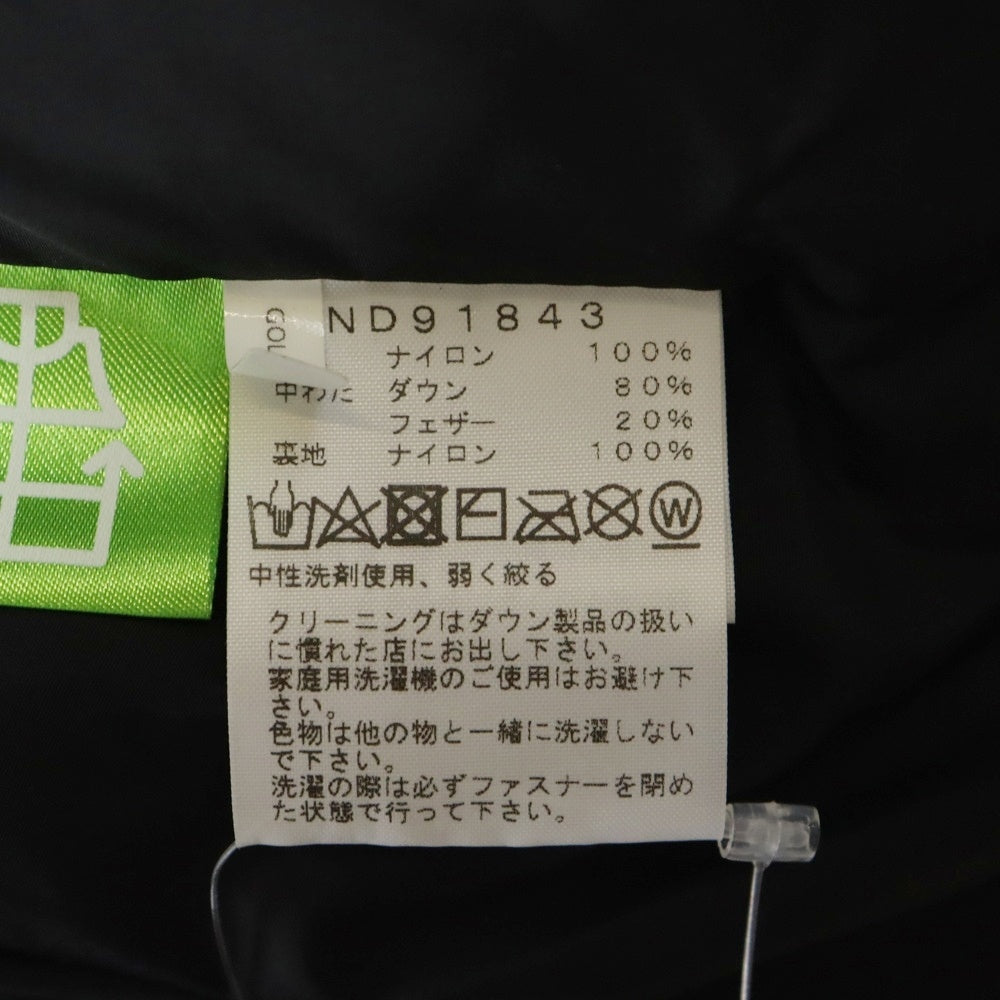 GOL
ND91843
ナイロン 100%
中わた ダウン 80%
フェザー 20%
裏地 ナイロン 100%
W
中性洗剤使用、弱く絞る
クリーニングはダウン製品の扱い
に慣れた店にお出し下さい。
家庭用洗濯機のご使用はお避け下
さい。
色物は他の物と一緒に洗濯しない
で下さい。
洗濯の際は必ずファスナーを閉め
た状態で行って下さい。